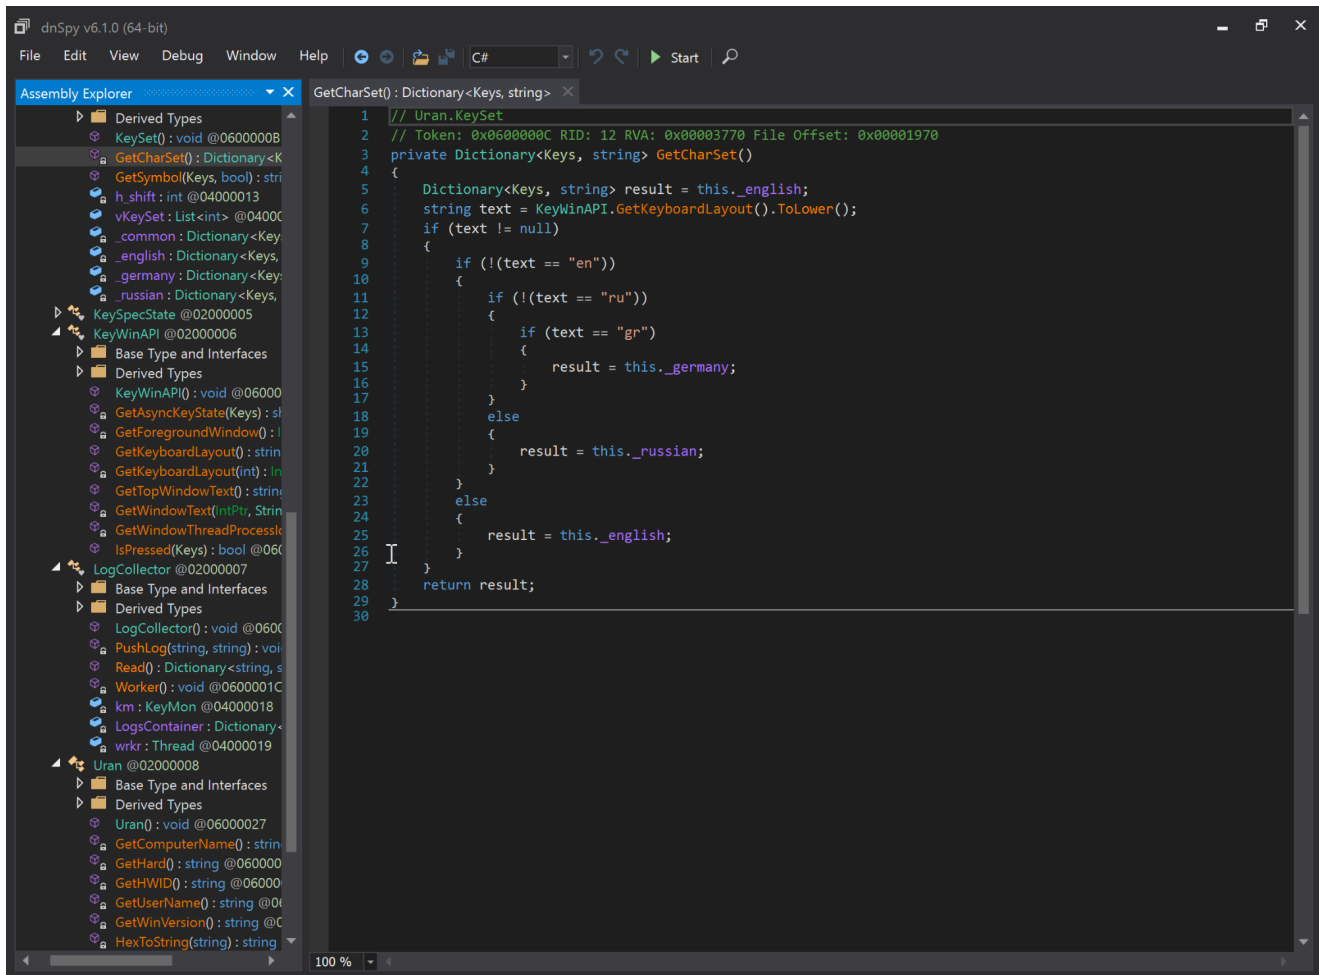 dnSpy v6.1.0 (64-bit)
File Edit View Debug Window Help C# Start
Assembly Explorer
Derived Types
KeySet() : void @0600000B
GetCharSet() : Dictionary<K
GetSymbol(Keys, bool) : stri
h_shift : int @04000013
vKeySet : List<int> @0400
_common : Dictionary<Key
_english : Dictionary<Keys,
_germany : Dictionary<Key
_russian : Dictionary<Keys,
KeySpecState @02000005
KeyWinAPI @02000006
Base Type and Interfaces
Derived Types
KeyWinAPI() : void @06000
GetAsyncKeyState(Keys) : sh
GetForegroundWindow() : I
GetKeyboardLayout() : strin
GetKeyboardLayout(int) : In
GetTopWindowText() : string
GetWindowText(IntPtr, Strin
GetWindowThreadProcessId
IsPressed(Keys) : bool @060
LogCollector @02000007
Base Type and Interfaces
Derived Types
LogCollector() : void @0600
PushLog(string, string) : voi
Read() : Dictionary<string, s
Worker() : void @0600001C
km : KeyMon @04000018
LogsContainer : Dictionary<
wrkr : Thread @04000019
Uran @02000008
Base Type and Interfaces
Derived Types
Uran() : void @06000027
GetComputerName() : strin
GetHard() : string @060000
GetHWID() : string @06000
GetUserName() : string @06
GetWinVersion() : string @0
HexToString(string) : string
GetCharSet() : Dictionary<Keys, string>
1 // Uran.KeySet
2 // Token: 0x0600000C RID: 12 RVA: 0x00003770 File Offset: 0x00001970
3 private Dictionary<Keys, string> GetCharSet()
4 {
5 Dictionary<Keys, string> result = this._english;
6 string text = KeyWinAPI.GetKeyboardLayout().ToLower();
7 if (text != null)
8 {
9 if (!(text == "en"))
10 {
11 if (!(text == "ru"))
12 {
13 if (text == "gr")
14 {
15 result = this._germany;
16 }
17 }
18 else
19 {
20 result = this._russian;
21 }
22 }
23 else
24 {
25 result = this._english;
26 }
27 }
28 return result;
29 }
30
100 %